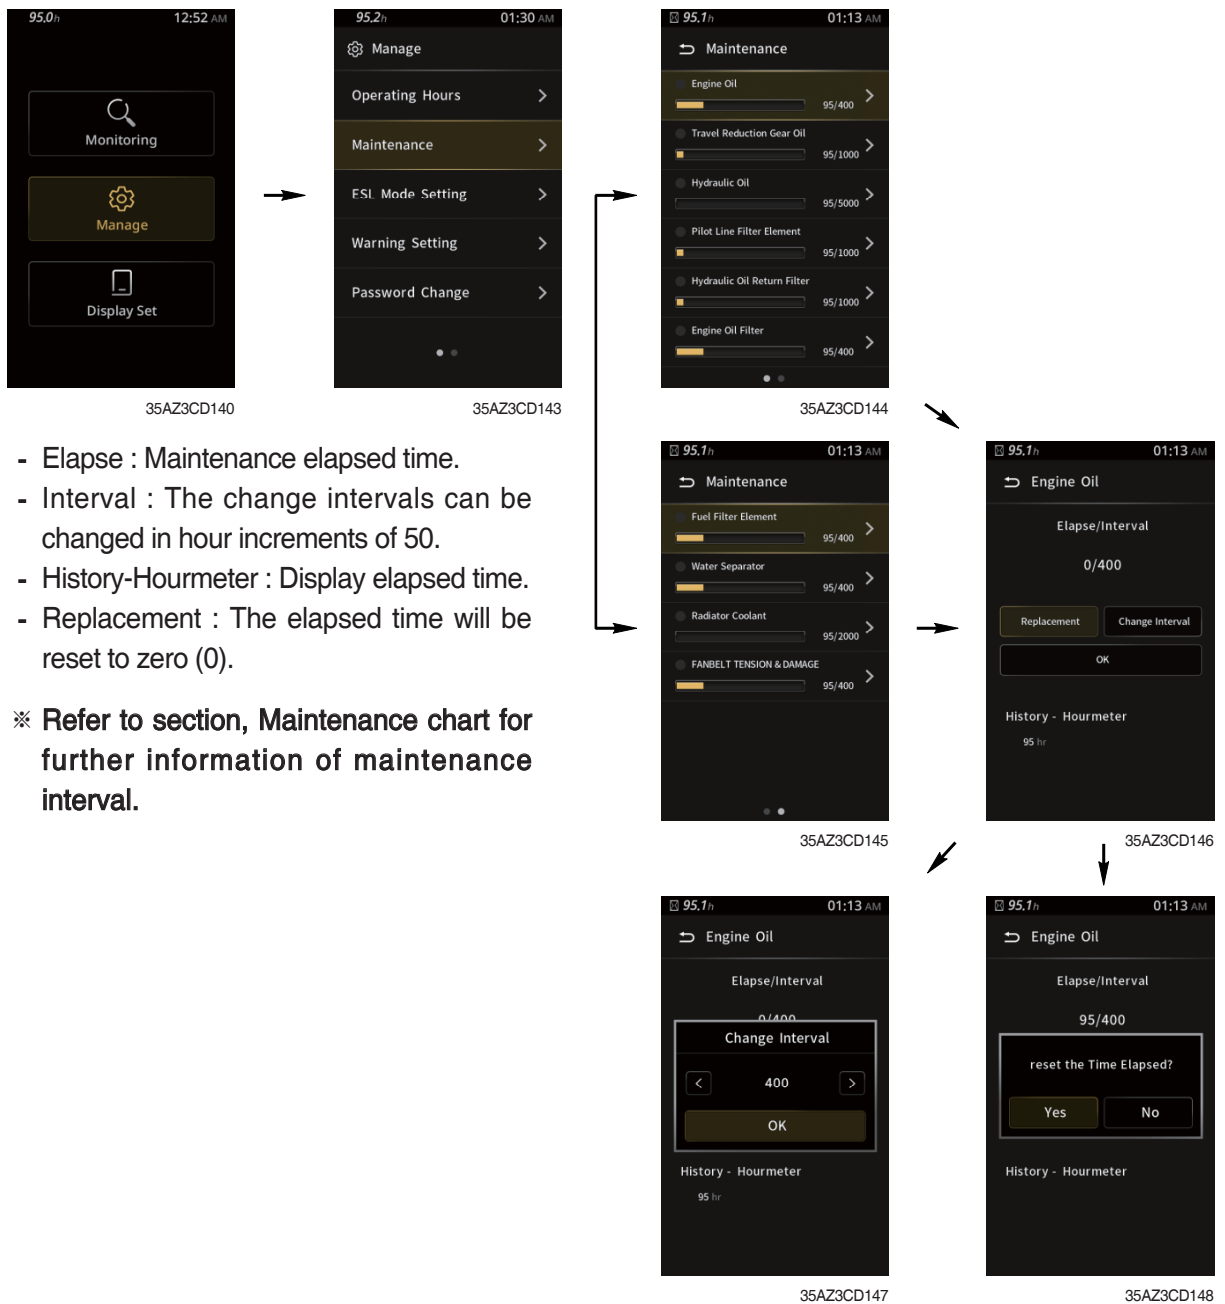 95.0h 12:52 AM
Monitoring
Manage
Display Set
35AZ3CD140
95.2h 01:30 AM
Manage
Operating Hours
Maintenance
ESL Mode Setting
Warning Setting
Password Change
35AZ3CD143
95.1h 01:13 AM
Maintenance
Engine Oil
95/400
Travel Reduction Gear Oil
95/1000
Hydraulic Oil
95/5000
Pilot Line Filter Element
95/1000
Hydraulic Oil Return Filter
95/1000
Engine Oil Filter
95/400
35AZ3CD144
- Elapse : Maintenance elapsed time.
- Interval : The change intervals can be
changed in hour increments of 50.
- History-Hourmeter : Display elapsed time.
- Replacement : The elapsed time will be
reset to zero (0).
※ Refer to section, Maintenance chart for
further information of maintenance
interval.
95.1h 01:13 AM
Maintenance
Fuel Filter Element
95/400
Water Separator
95/400
Radiator Coolant
95/2000
FANBELT TENSION & DAMAGE
95/400
35AZ3CD145
95.1h 01:13 AM
Engine Oil
Elapse/Interval
0/400
Replacement Change Interval
OK
History - Hourmeter
95 hr
35AZ3CD146
95.1h 01:13 AM
Engine Oil
Elapse/Interval
0/400
Change Interval
< 400 >
OK
History - Hourmeter
95 hr
35AZ3CD147
95.1h 01:13 AM
Engine Oil
Elapse/Interval
95/400
reset the Time Elapsed?
Yes No
History - Hourmeter
35AZ3CD148